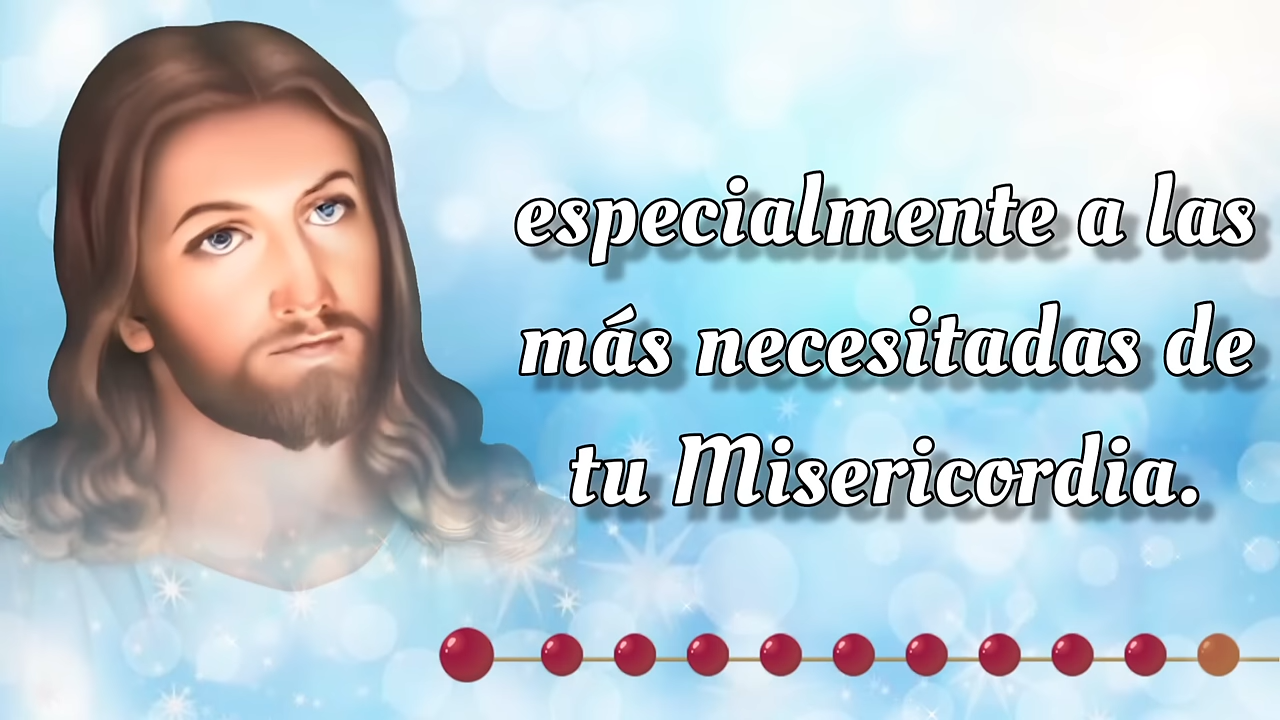 especialmente a las
más necesitadas de
tu Misericordia.